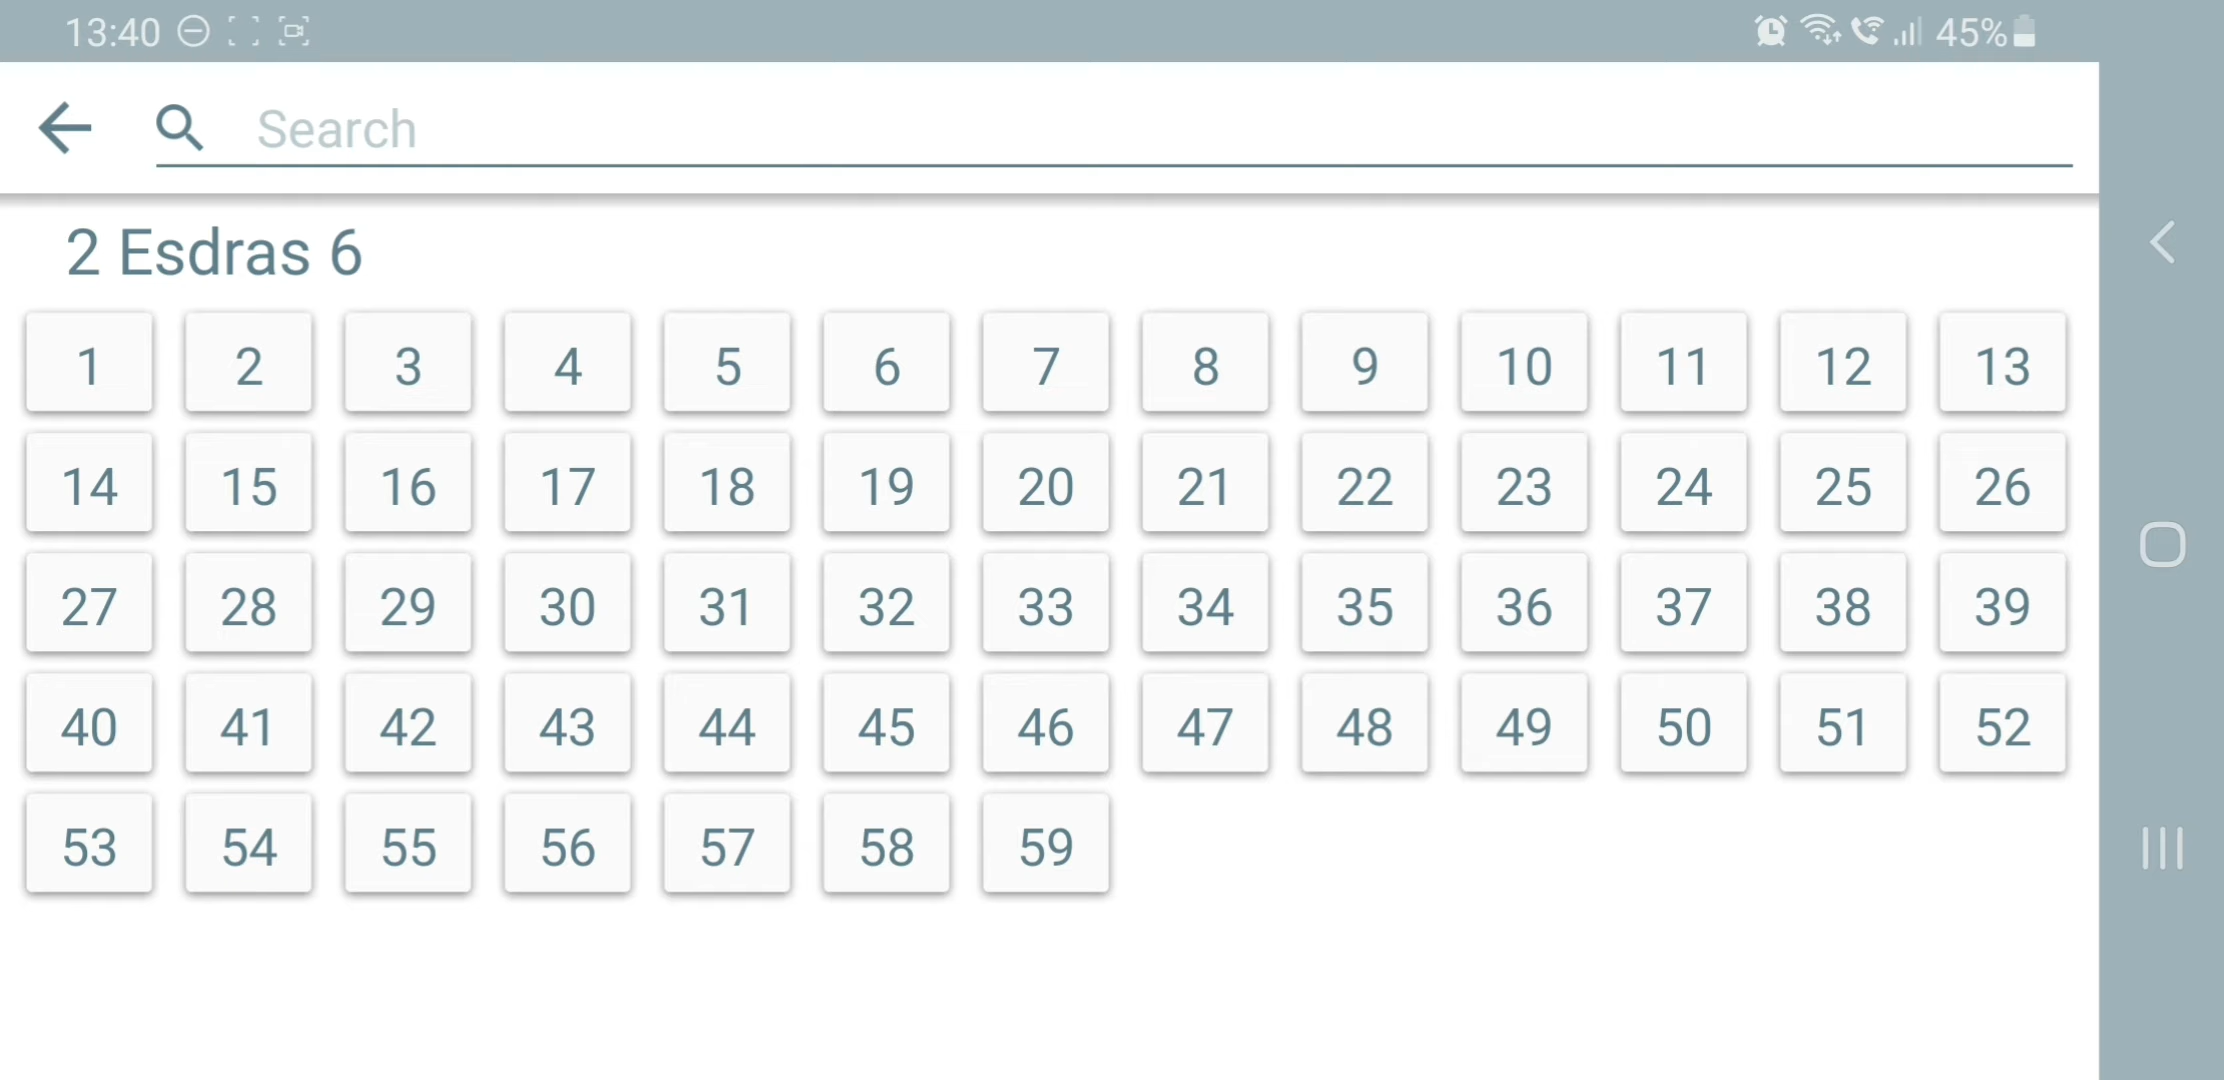 13:40 45%
Search
2 Esdras 6
1 2 3 4 5 6 7 8 9 10 11 12 13
14 15 16 17 18 19 20 21 22 23 24 25 26
27 28 29 30 31 32 33 34 35 36 37 38 39
40 41 42 43 44 45 46 47 48 49 50 51 52
53 54 55 56 57 58 59